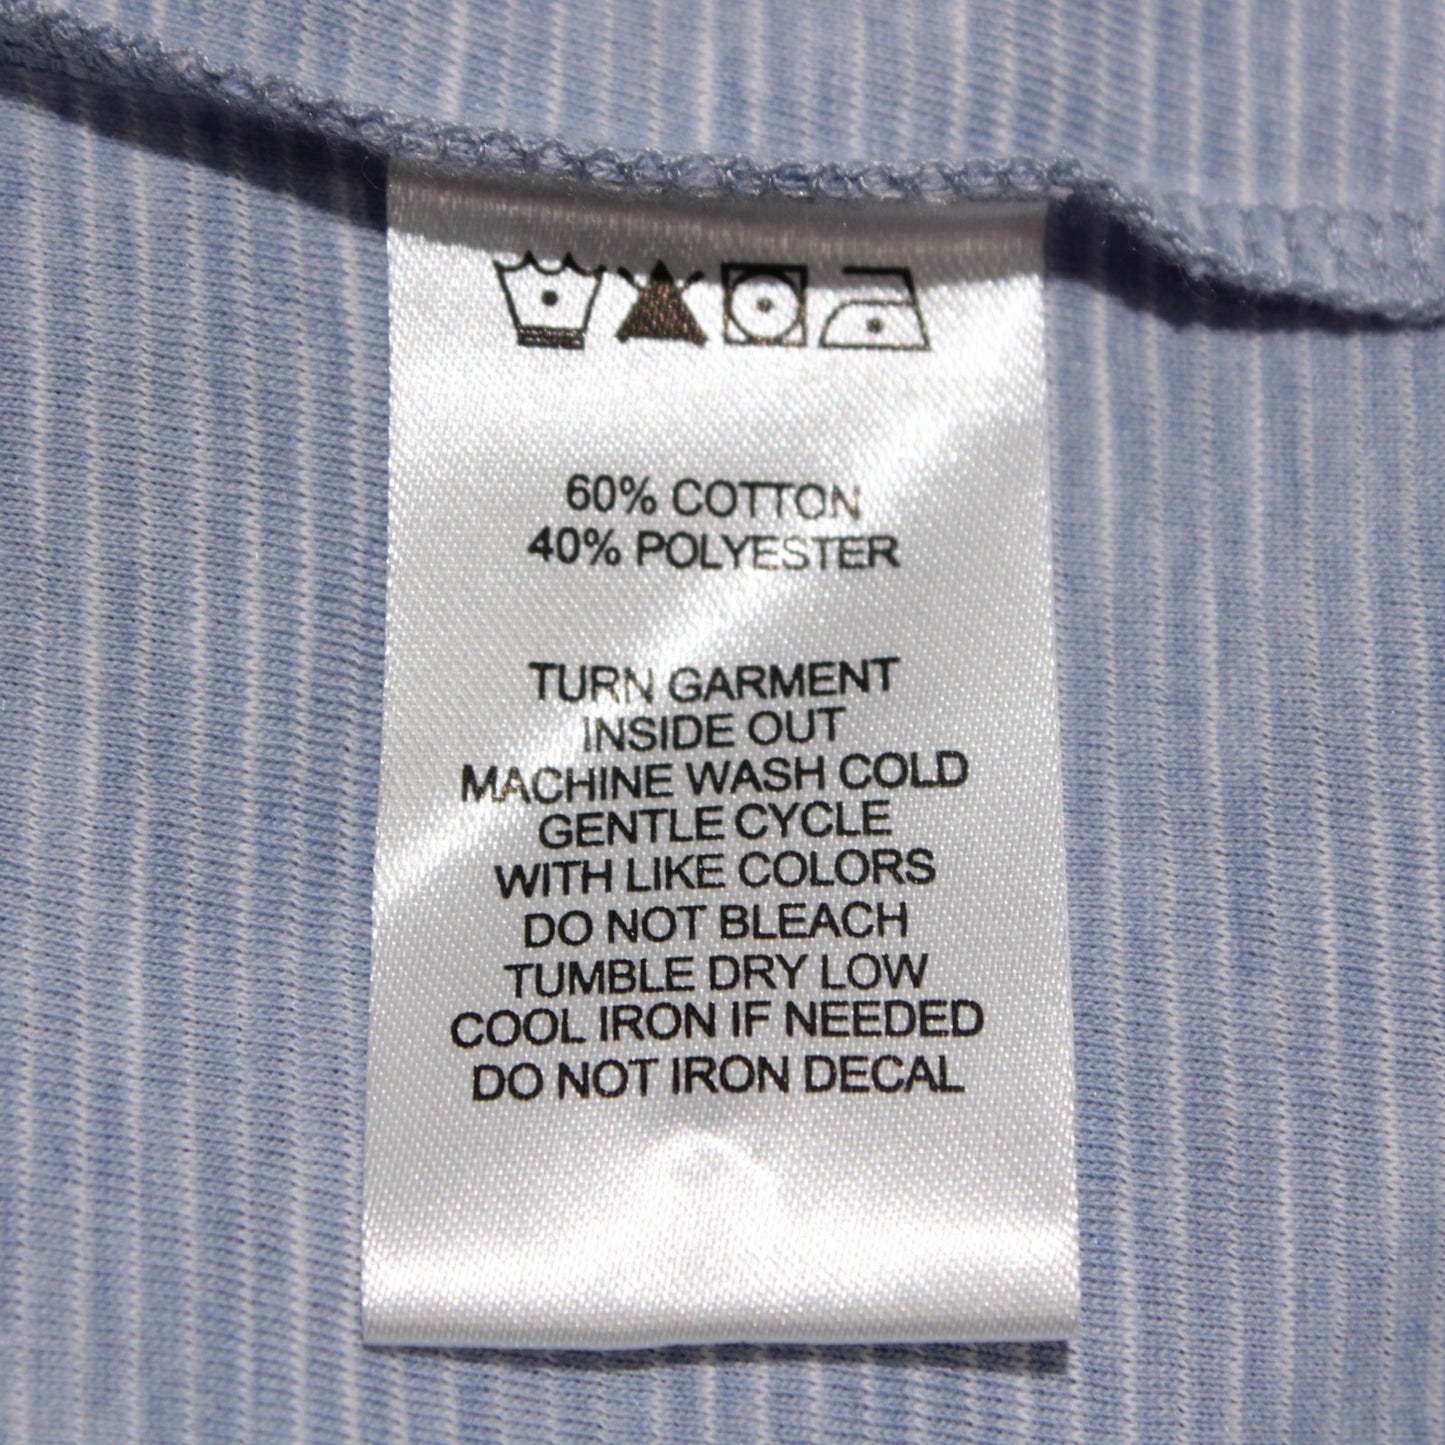 60% COTTON
40% POLYESTER
TURN GARMENT
INSIDE OUT
MACHINE WASH COLD
GENTLE CYCLE
WITH LIKE COLORS
DO NOT BLEACH
TUMBLE DRY LOW
COOL IRON IF NEEDED
DO NOT IRON DECAL